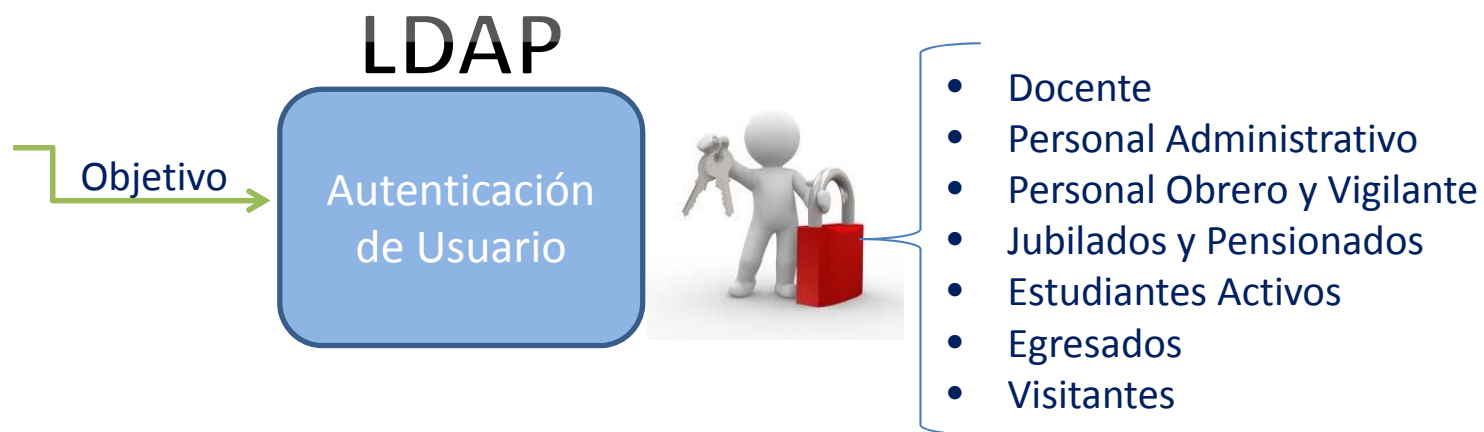 LDAP
Objetivo
Autenticación
de Usuario
• Docente
• Personal Administrativo
• Personal Obrero y Vigilante
• Jubilados y Pensionados
• Estudiantes Activos
• Egresados
• Visitantes